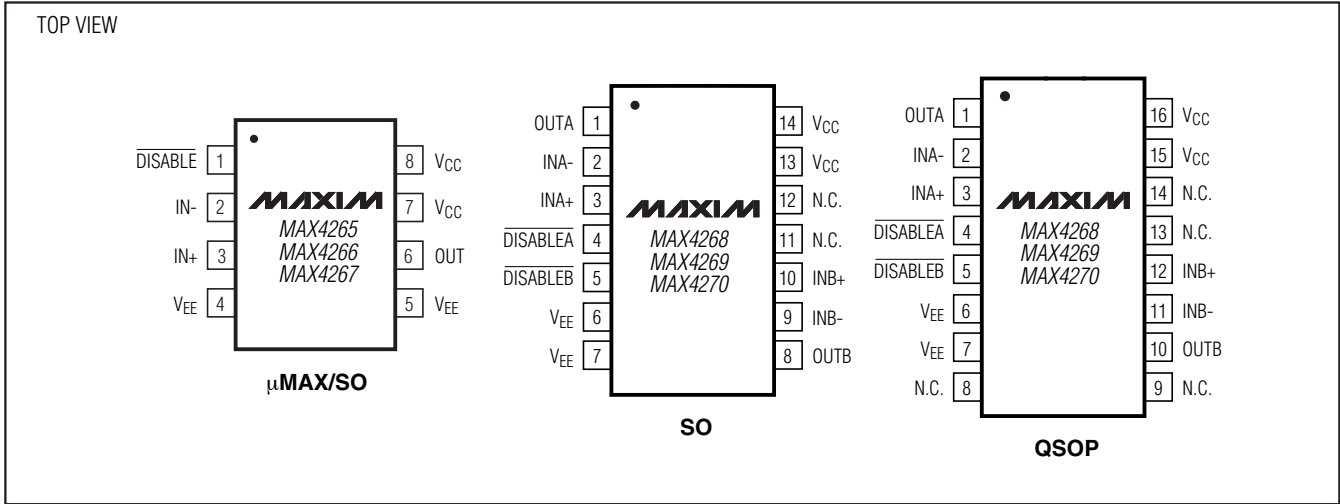 TOP VIEW
DISABLE 1
IN- 2
IN+ 3
VEE 4
8 VCC
7 VCC
6 OUT
5 VEE
MAXIM
MAX4265
MAX4266
MAX4267
µMAX/SO
OUTA 1
INA- 2
INA+ 3
DISABLEA 4
DISABLEB 5
VEE 6
VEE 7
14 VCC
13 VCC
12 N.C.
11 N.C.
10 INB+
9 INB-
8 OUTB
MAXIM
MAX4268
MAX4269
MAX4270
SO
OUTA 1
INA- 2
INA+ 3
DISABLEA 4
DISABLEB 5
VEE 6
VEE 7
N.C. 8
16 VCC
15 VCC
14 N.C.
13 N.C.
12 INB+
11 INB-
10 OUTB
9 N.C.
MAXIM
MAX4268
MAX4269
MAX4270
QSOP